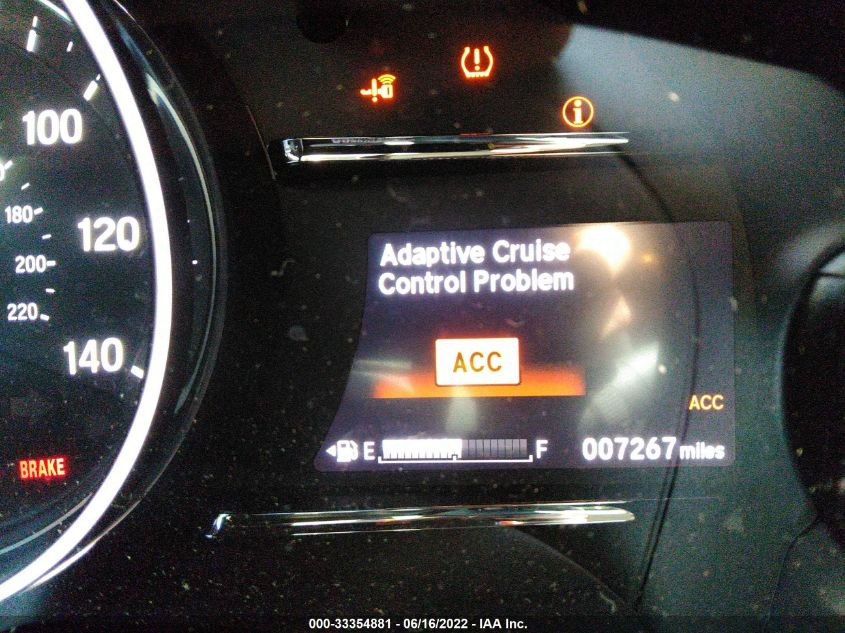 100
180
120
200
220
140
BRAKE
Adaptive Cruise
Control Problem
ACC
ACC
E F 007267 miles
000-33354881 - 06/16/2022 - IAA Inc.